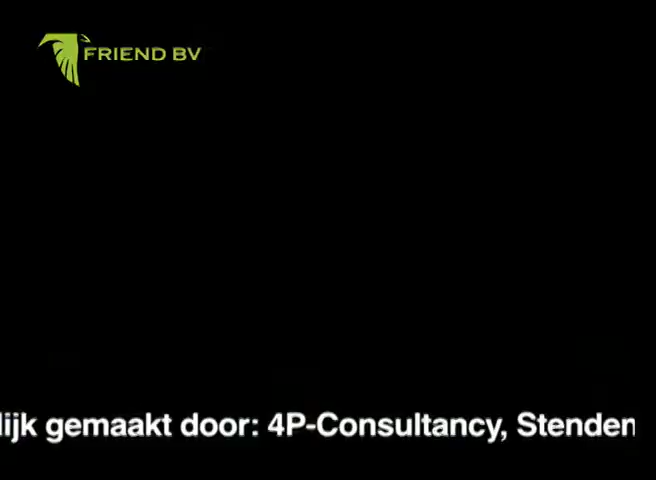 FRIEND BV
lijk gemaakt door: 4P-Consultancy, Stenden